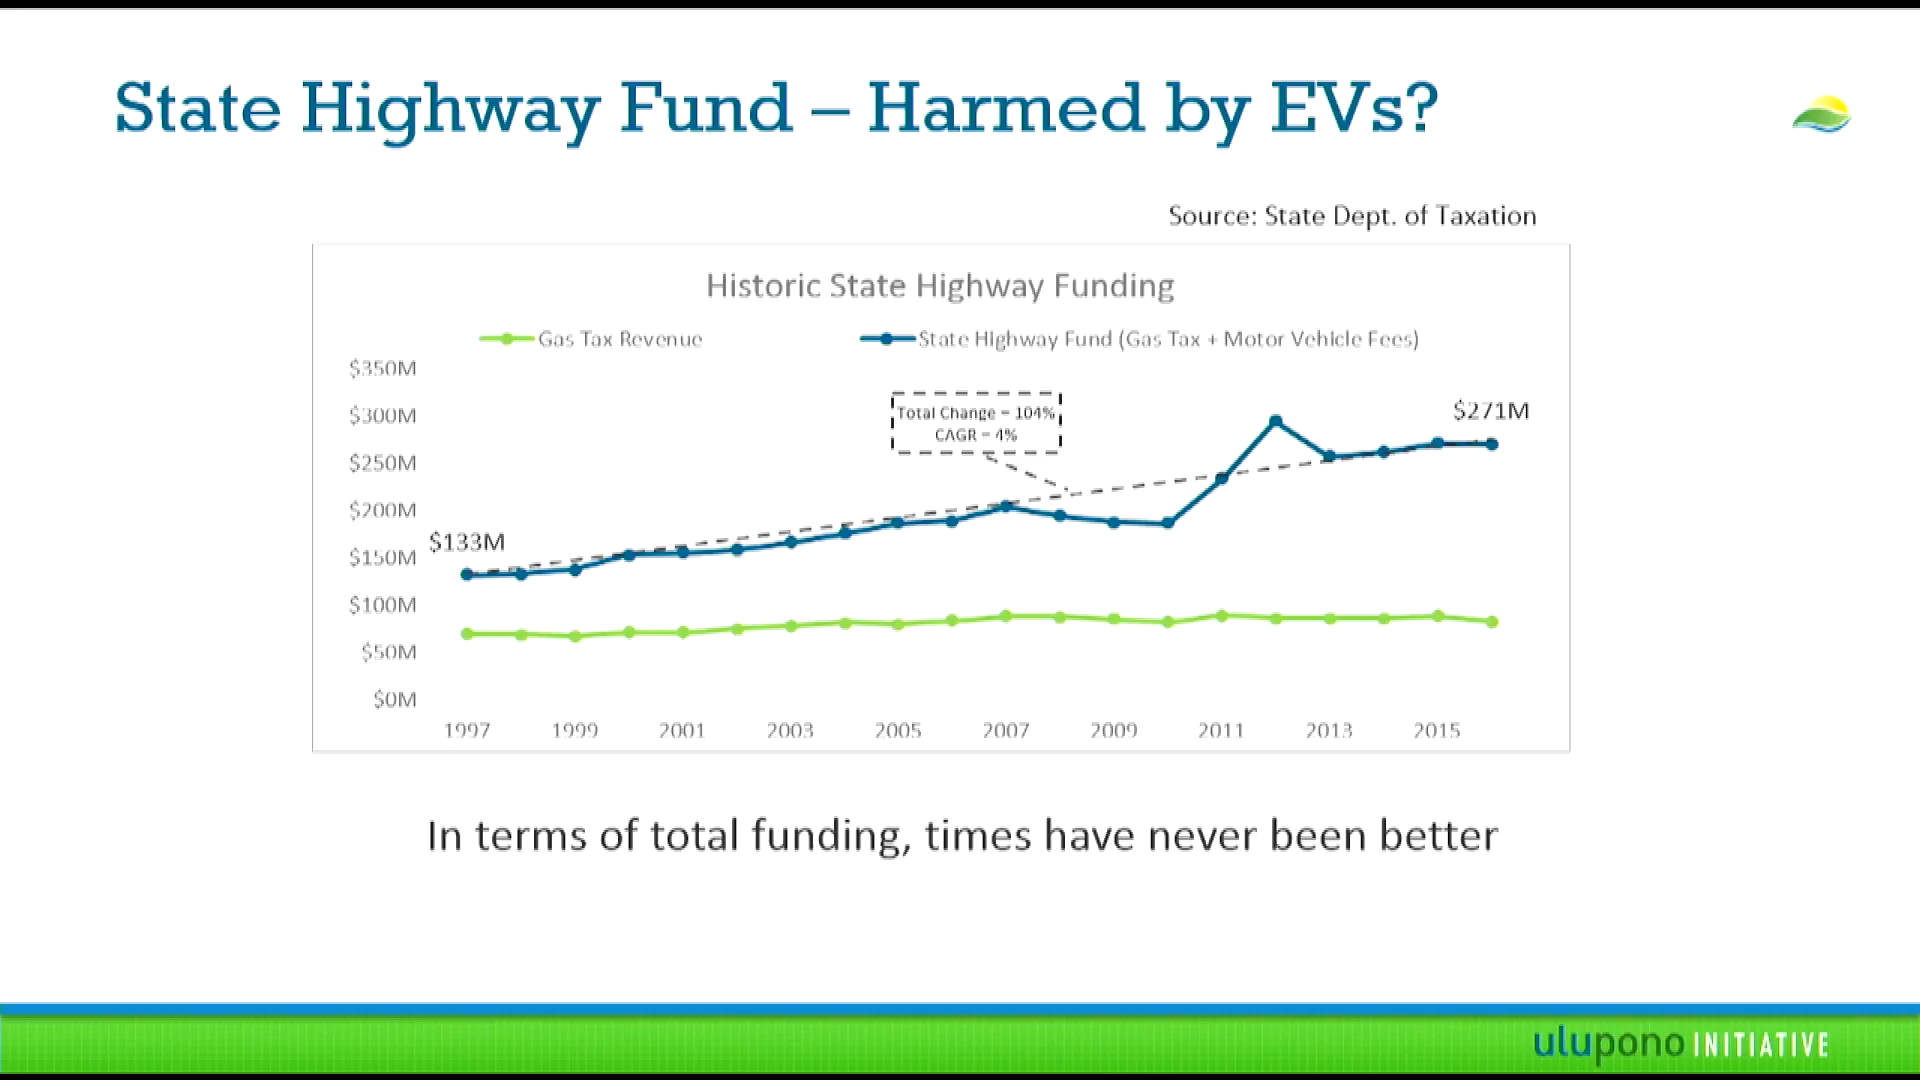 State Highway Fund – Harmed by EVs?
Source: State Dept. of Taxation
Historic State Highway Funding
Gas Tax Revenue
State Highway Fund (Gas Tax + Motor Vehicle Fees)
$350M
$300M
$250M
$200M
$150M
$100M
$50M
$0M
Total Change = 104%
CAGR = 4%
$271M
$133M
1997 1999 2001 2003 2005 2007 2009 2011 2013 2015
In terms of total funding, times have never been better
ulupono INITIATIVE